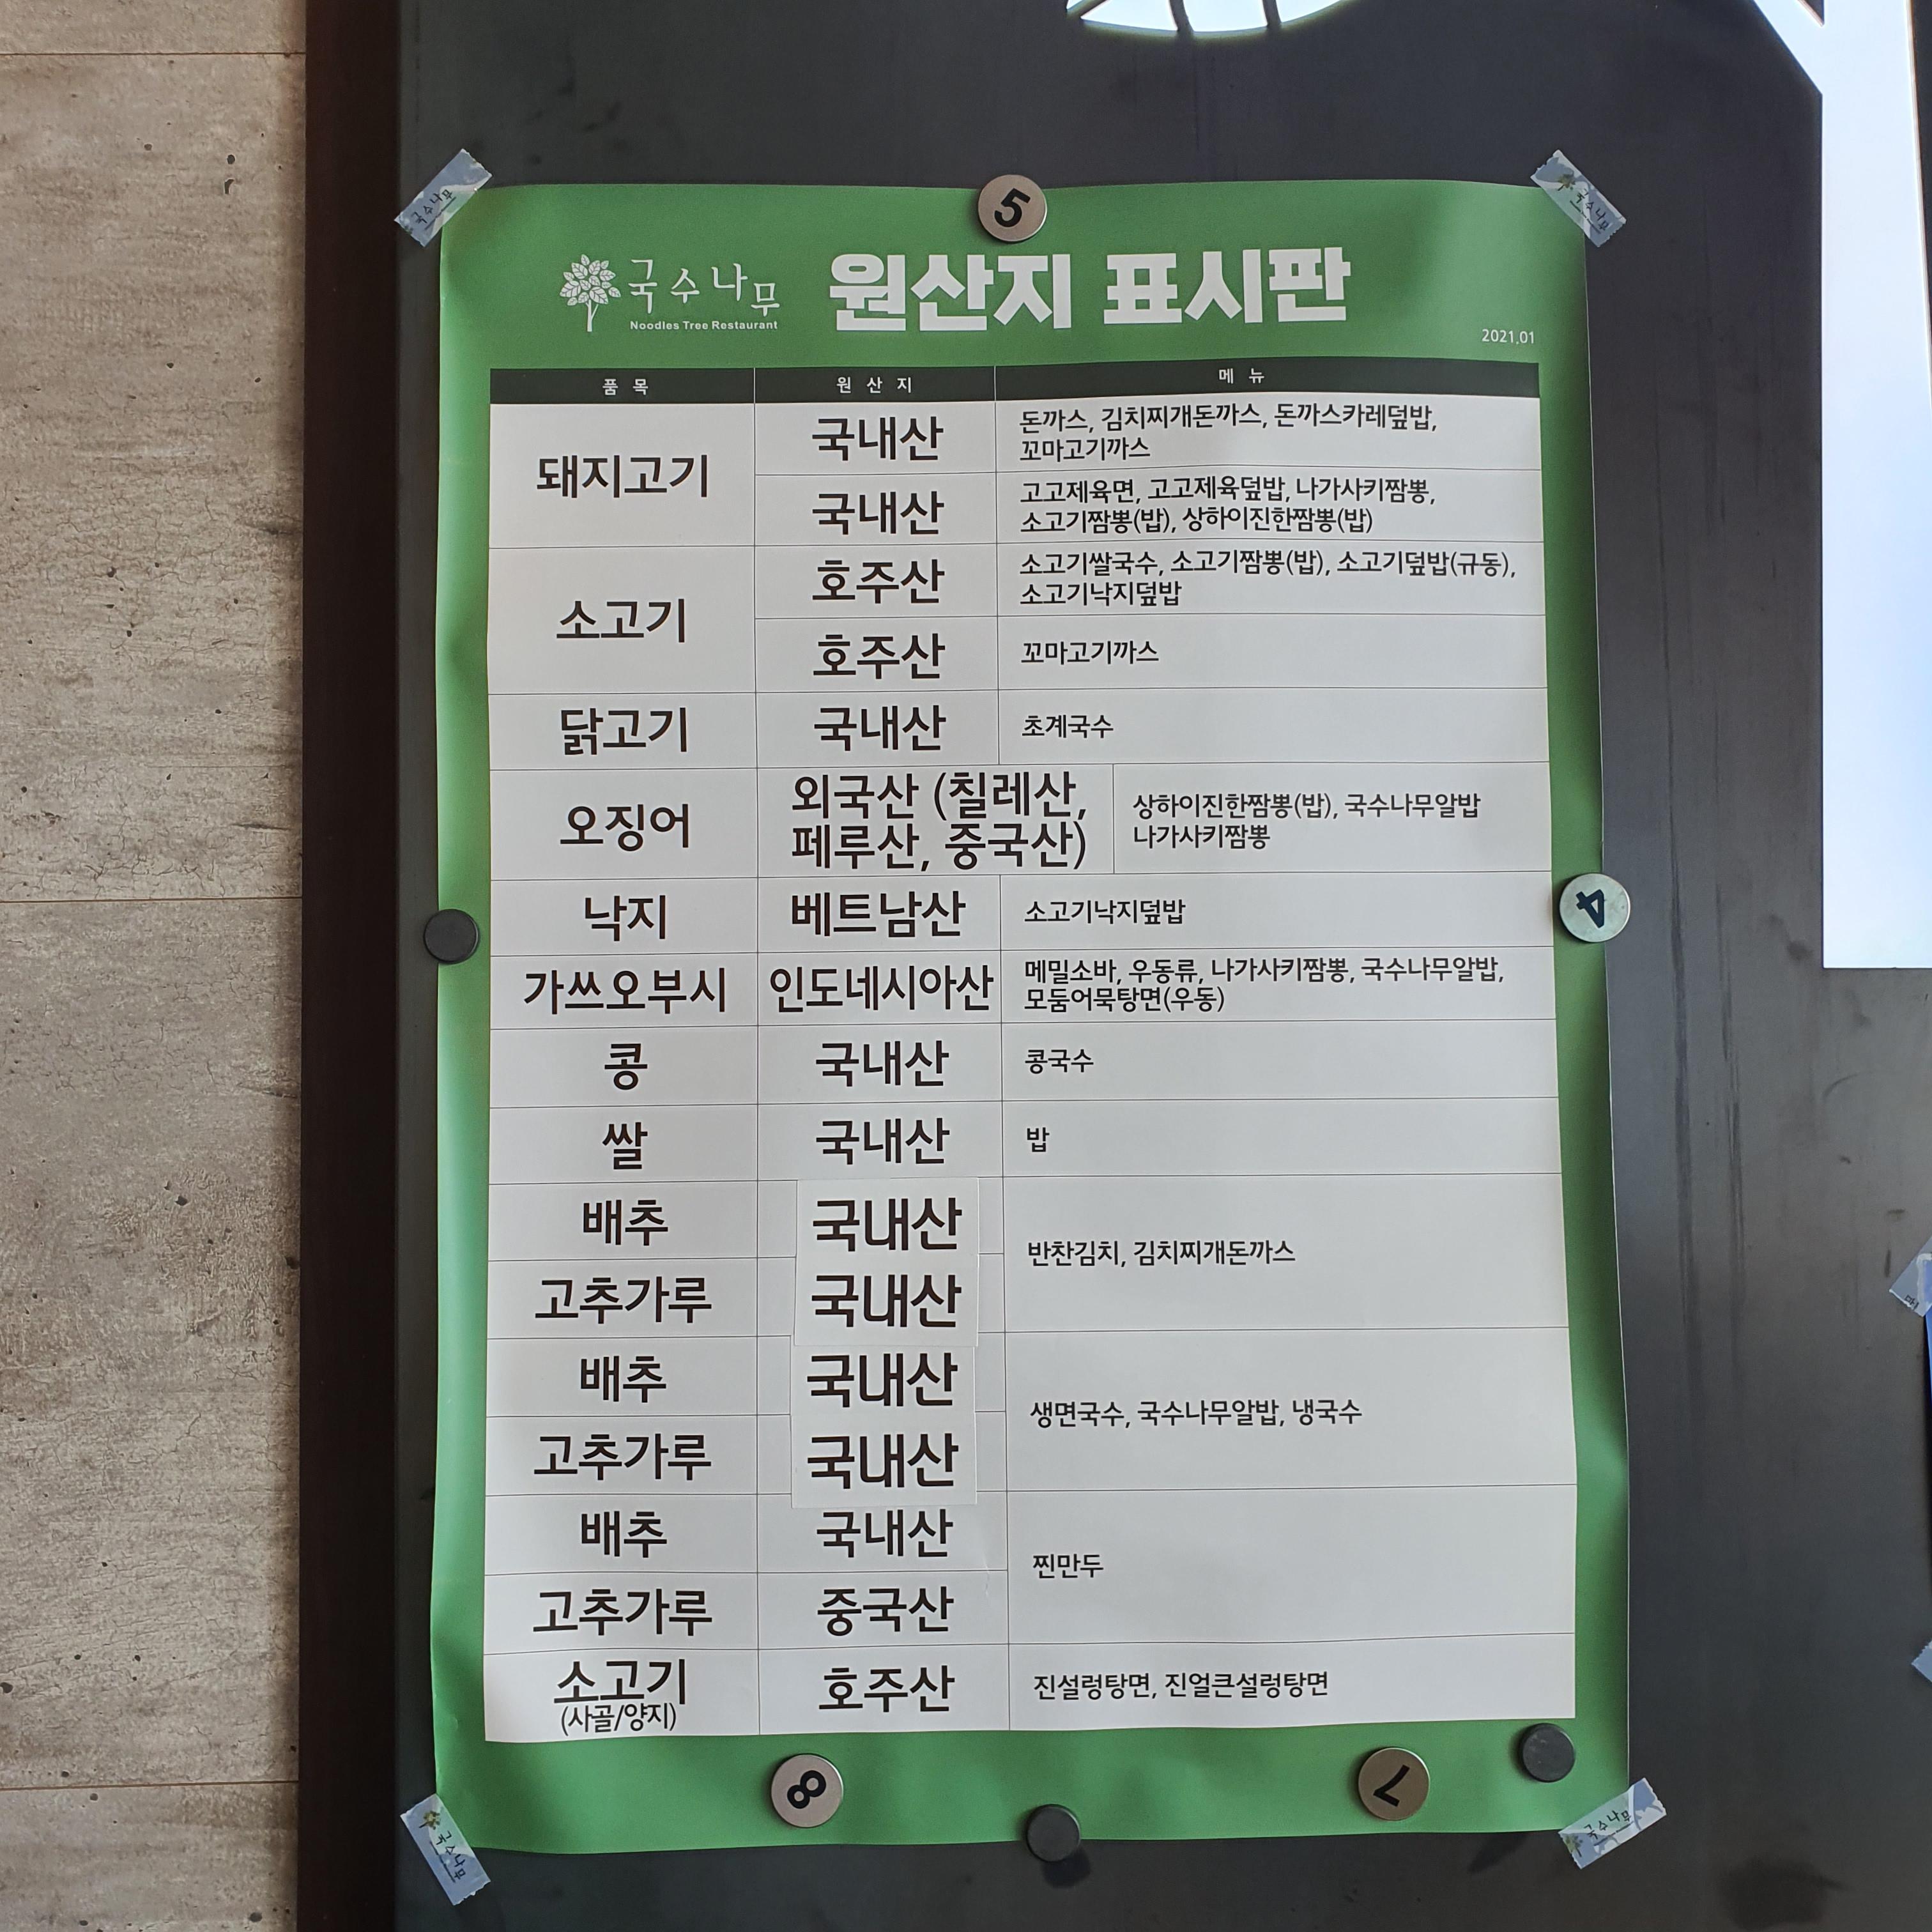 5
국수나무
국수나무
국수나무
Noodles Tree Restaurant
원산지 표시판
2021.01
품목 원산지 메뉴
돼지고기
국내산
돈까스, 김치찌개돈까스, 돈까스카레덮밥,
꼬마고기까스
국내산
고고제육면, 고고제육덮밥, 나가사키짬뽕,
소고기짬뽕(밥), 상하이진한짬뽕(밥)
소고기
호주산
소고기쌀국수, 소고기짬뽕(밥), 소고기덮밥(규동),
소고기낙지덮밥
호주산
꼬마고기까스
닭고기
국내산
초계국수
오징어
외국산 (칠레산,
페루산, 중국산)
상하이진한짬뽕(밥), 국수나무알밥
나가사키짬뽕
4
낙지
베트남산
소고기낙지덮밥
가쓰오부시
인도네시아산
메밀소바, 우동류, 나가사키짬뽕, 국수나무알밥,
모둠어묵탕면(우동)
콩
국내산
콩국수
쌀
국내산
밥
배추
국내산
고추가루
국내산
반찬김치, 김치찌개돈까스
배추
국내산
고추가루
국내산
생면국수, 국수나무알밥, 냉국수
배추
국내산
고추가루
중국산
찐만두
소고기
(사골/양지)
호주산
진설렁탕면, 진얼큰설렁탕면
8
7
국수나무
국수나무